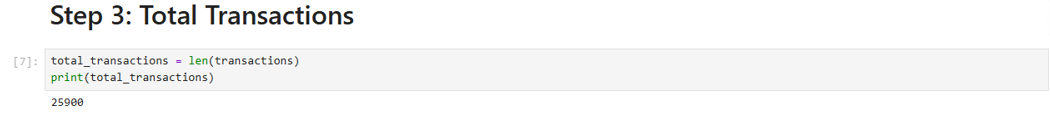 Step 3: Total Transactions
[7]: total_transactions = len(transactions)
print(total_transactions)
25900